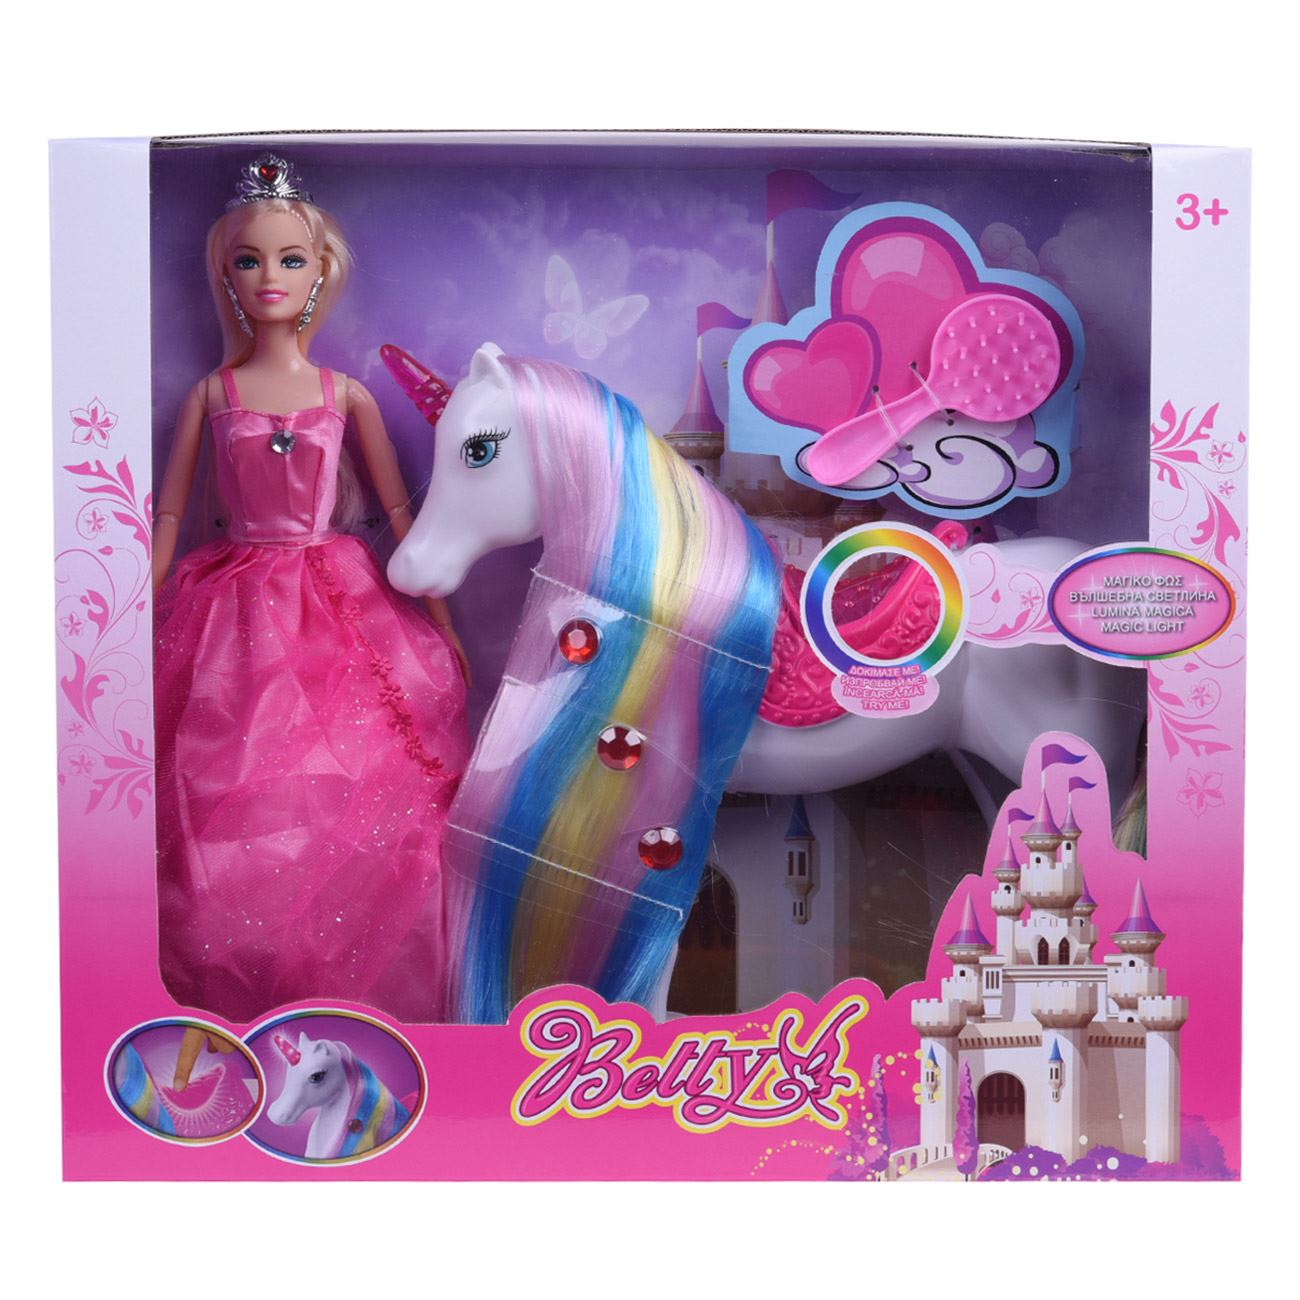 3+
ΜΑΓΙΚΟ ΦΩΣ
ВЪЛШЕБНА СВЕТЛИНА
LUMINA MAGICA
MAGIC LIGHT
ΔΟΚΙΜΑΣΕ ΜΕ!
ИЗПРОБВАЙ МЕ!
INCEARCA-MA!
TRY ME!
Betty